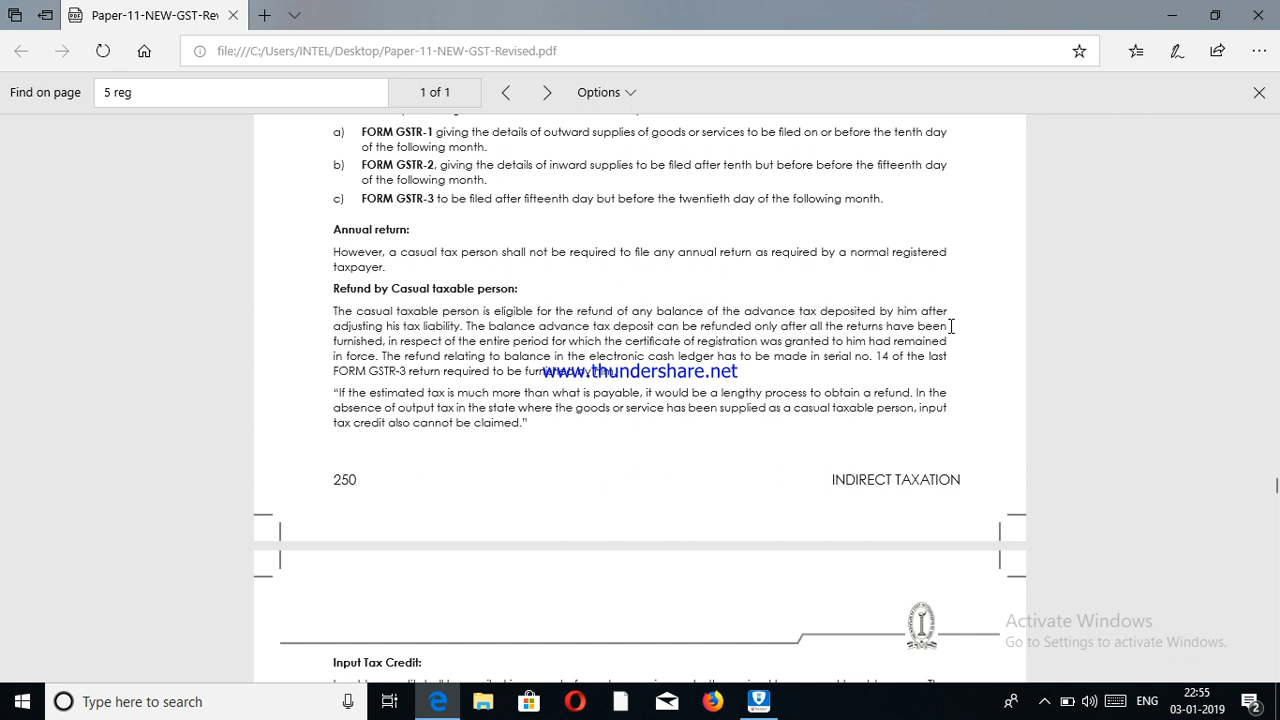 Paper-11-NEW-GST-Rev
file:///C:/Users/INTEL/Desktop/Paper-11-NEW-GST-Revised.pdf
Find on page
5 reg
1 of 1
Options
a) FORM GSTR-1 giving the details of outward supplies of goods or services to be filed on or before the tenth day
of the following month.
b) FORM GSTR-2, giving the details of inward supplies to be filed after tenth but before before the fifteenth day
of the following month.
c) FORM GSTR-3 to be filed after fifteenth day but before the twentieth day of the following month.
Annual return:
However, a casual tax person shall not be required to file any annual return as required by a normal registered
taxpayer.
Refund by Casual taxable person:
The casual taxable person is eligible for the refund of any balance of the advance tax deposited by him after
adjusting his tax liability. The balance advance tax deposit can be refunded only after all the returns have been
furnished, in respect of the entire period for which the certificate of registration was granted to him had remained
in force. The refund relating to balance in the electronic cash ledger has to be made in serial no. 14 of the last
FORM GSTR-3 return required to be furnished by him.
www.thundershare.net
“If the estimated tax is much more than what is payable, it would be a lengthy process to obtain a refund. In the
absence of output tax in the state where the goods or service has been supplied as a casual taxable person, input
tax credit also cannot be claimed.”
250
INDIRECT TAXATION
Input Tax Credit:
Activate Windows
Go to Settings to activate Windows.
Type here to search
ENG
22:55
03-01-2019
2